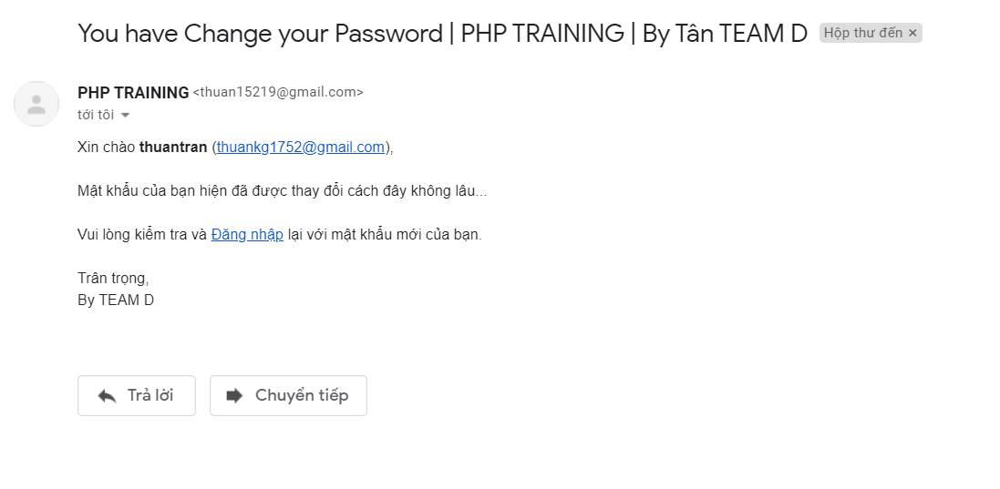 You have Change your Password | PHP TRAINING | By Tân TEAM D Hộp thư đến ×
PHP TRAINING <thuan15219@gmail.com>
tới tôi
Xin chào thuantran (thuankg1752@gmail.com),
Mật khẩu của bạn hiện đã được thay đổi cách đây không lâu...
Vui lòng kiểm tra và Đăng nhập lại với mật khẩu mới của bạn.
Trân trọng,
By TEAM D
Trả lời Chuyển tiếp